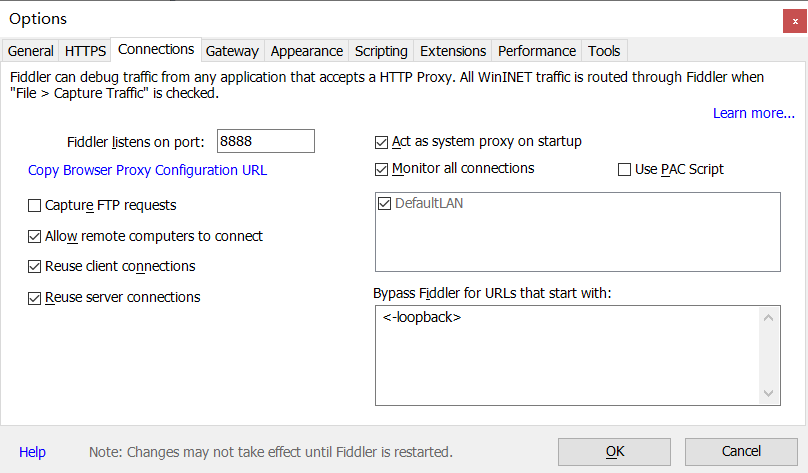 Options
General HTTPS Connections Gateway Appearance Scripting Extensions Performance Tools
Fiddler can debug traffic from any application that accepts a HTTP Proxy. All WinINET traffic is routed through Fiddler when
"File > Capture Traffic" is checked.
Learn more...
Fiddler listens on port: 8888
Act as system proxy on startup
Copy Browser Proxy Configuration URL
Monitor all connections
Use PAC Script
Capture FTP requests
DefaultLAN
Allow remote computers to connect
Reuse client connections
Reuse server connections
Bypass Fiddler for URLs that start with:
<-loopback>
Help
Note: Changes may not take effect until Fiddler is restarted.
OK
Cancel